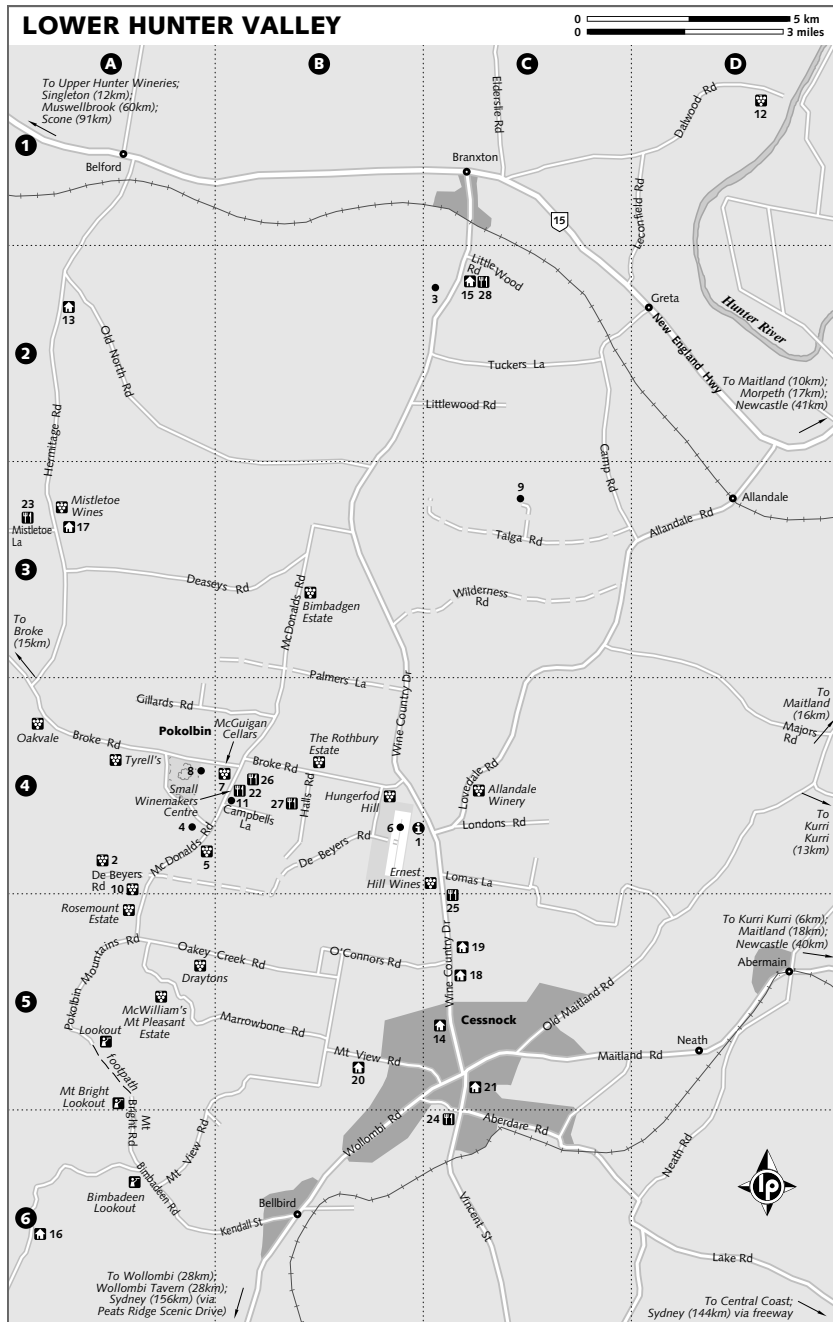 LOWER HUNTER VALLEY
0 5 km
0 3 miles
A
B
C
D
1
2
3
4
5
6
To Upper Hunter Wineries;
Singleton (12km);
Muswellbrook (60km);
Scone (91km)
Belford
Branxton
Elderslie Rd
Dalwood Rd
12
Leconfield Rd
15
Little Wood
Rd
3
15
28
Greta
Hunter River
New England Hwy
13
Old North Rd
Tuckers La
Littlewood Rd
To Maitland (10km);
Morpeth (17km);
Newcastle (41km)
Hermitage Rd
Camp Rd
23
Mistletoe
Wines
17
Mistletoe
La
9
Allandale
Talga Rd
Allandale Rd
Deaseys Rd
McDonalds Rd
Bimbadgen
Estate
Wilderness
Rd
To
Broke
(15km)
Palmers La
Wine Country Dr
Gillards Rd
Pokolbin
McGuigan
Cellars
The Rothbury
Estate
To
Maitland
(16km)
Majors
Rd
Oakvale
Broke Rd
Tyrell's
8
7
26
Broke Rd
Small
Winemakers
Centre
22
11
27
Halls Rd
Campbells
La
Hungerfod
Hill
Lovedale Rd
Allandale
Winery
4
6
1
Londons Rd
To
Kurri
Kurri
(13km)
McDonalds Rd
5
De Beyers Rd
2
De Beyers
Rd
10
Ernest
Hill Wines
Lomas La
25
Rosemount
Estate
To Kurri Kurri (6km);
Maitland (18km);
Newcastle (40km)
Pokolbin Mountains Rd
Oakey Creek Rd
O'Connors Rd
Wine Country Dr
19
18
Abermain
Draytons
McWilliam's
Mt Pleasant
Estate
Marrowbone Rd
Cessnock
14
Old Maitland Rd
Neath
Maitland Rd
Lookout
footpath
Mt View Rd
20
21
Mt Bright
Lookout
Mt
Bright Rd
Mt View Rd
Wollombi Rd
24
Aberdare Rd
Neath Rd
lp
Bimbadeen
Lookout
Bimbadeen Rd
Bellbird
Kendall St
Vincent St
16
Lake Rd
To Wollombi (28km);
Wollombi Tavern (28km);
Sydney (156km) (via
Peats Ridge Scenic Drive)
To Central Coast;
Sydney (144km) via freeway